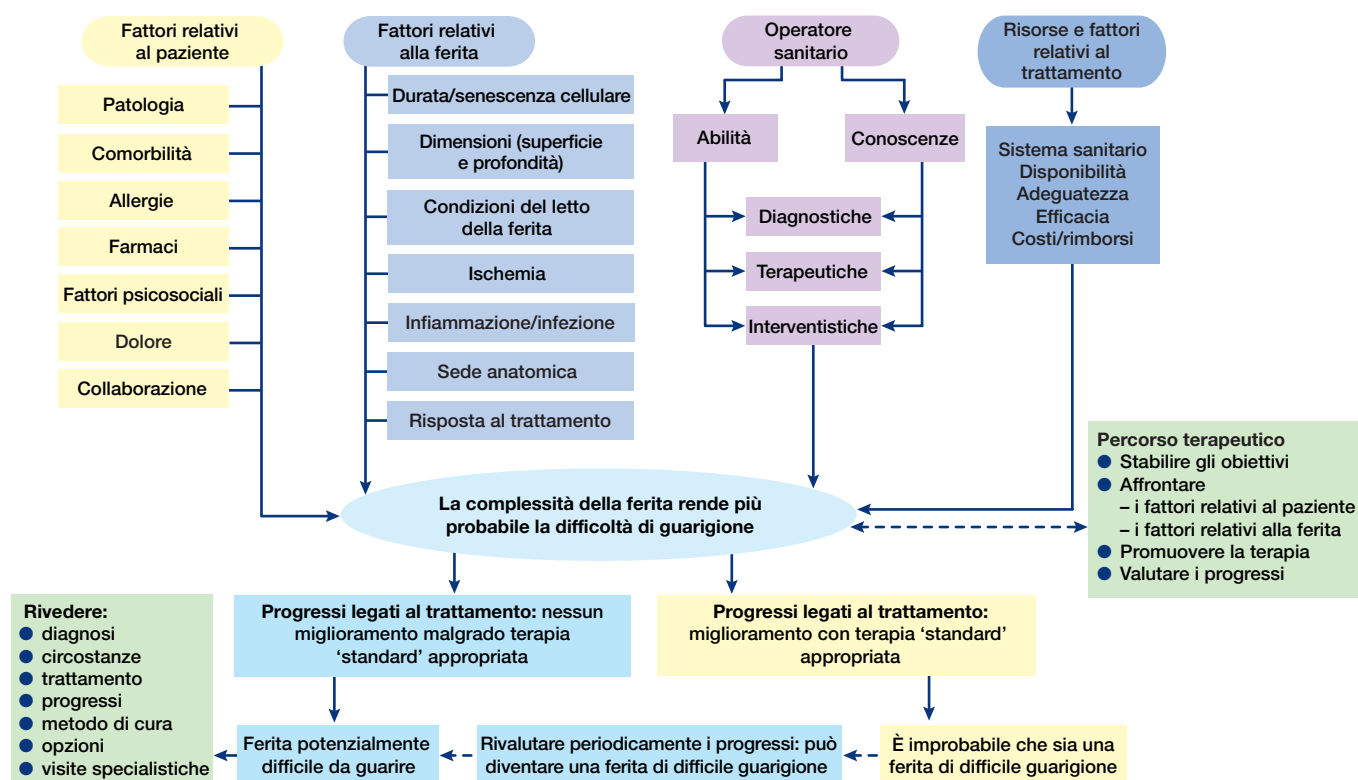 Fattori relativi
al paziente
Patologia
Comorbilità
Allergie
Farmaci
Fattori psicosociali
Dolore
Collaborazione
Fattori relativi
alla ferita
Durata/senescenza cellulare
Dimensioni (superficie
e profondità)
Condizioni del letto
della ferita
Ischemia
Infiammazione/infezione
Sede anatomica
Risposta al trattamento
Operatore
sanitario
Abilità
Conoscenze
Diagnostiche
Terapeutiche
Interventistiche
Risorse e fattori
relativi al
trattamento
Sistema sanitario
Disponibilità
Adeguatezza
Efficacia
Costi/rimborsi
La complessità della ferita rende più
probabile la difficoltà di guarigione
Percorso terapeutico
● Stabilire gli obiettivi
● Affrontare
– i fattori relativi al paziente
– i fattori relativi alla ferita
● Promuovere la terapia
● Valutare i progressi
Progressi legati al trattamento: nessun
miglioramento malgrado terapia
‘standard’ appropriata
Progressi legati al trattamento:
miglioramento con terapia ‘standard’
appropriata
Rivedere:
● diagnosi
● circostanze
● trattamento
● progressi
● metodo di cura
● opzioni
● visite specialistiche
Ferita potenzialmente
difficile da guarire
Rivalutare periodicamente i progressi: può
diventare una ferita di difficile guarigione
È improbabile che sia una
ferita di difficile guarigione